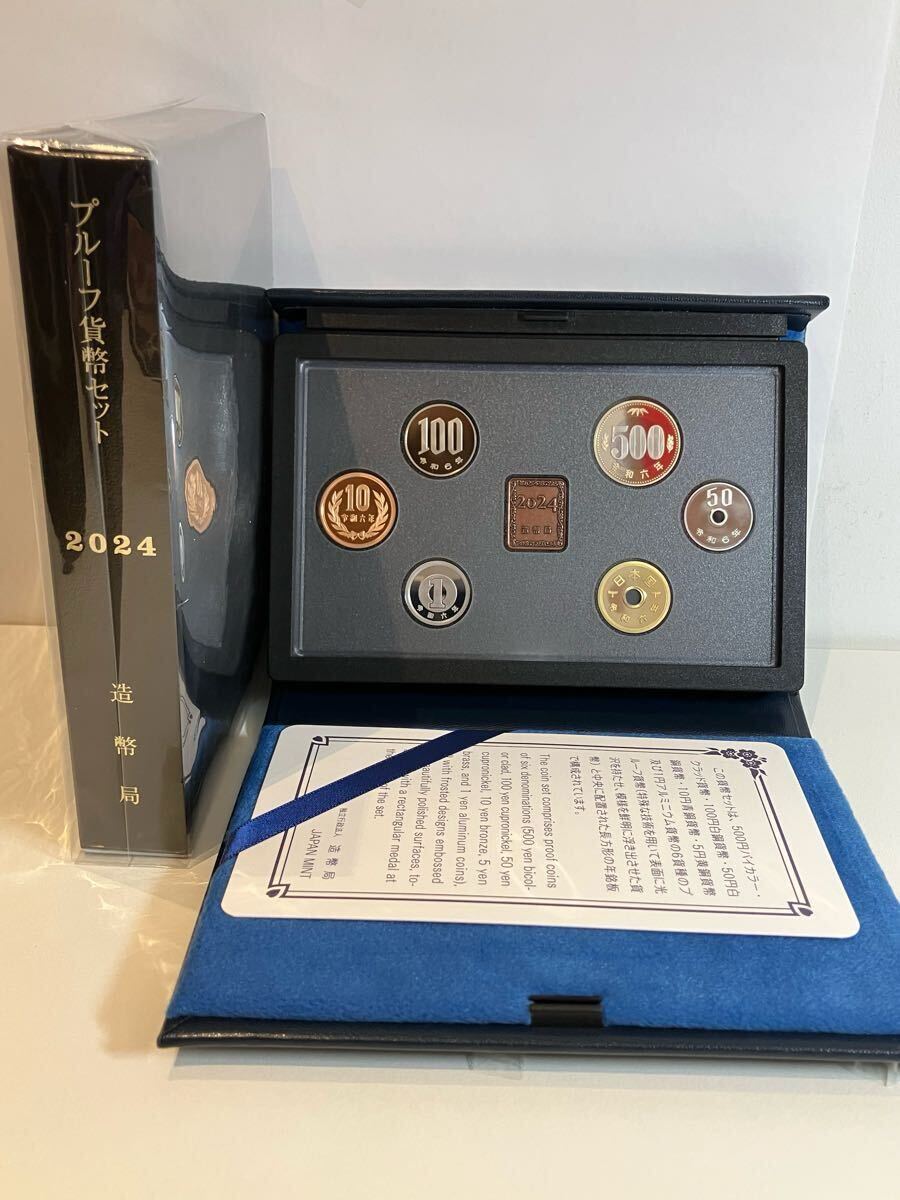 プルーフ貨幣セット
2024
造幣局
100
令和6年
500
令和六年
10
令和六年
2024
造幣局
50
令和6年
1
令和六年
日本国
令和六年
この貨幣セットは、500円バイカラー・
クラッド貨幣・100円白銅貨幣・50円白
銅貨幣・10円青銅貨幣・5円黄銅貨幣
及び1円アルミニウム貨幣の6貨種のプ
ルーフ貨幣(特殊な技術を用いて表面に光
沢を持たせ、模様を鮮明に浮き出させた貨
幣)と中央に配置された長方形の年銘板
で構成されています。
The coin set comprises proof coins
of six denominations (500 yen bicol-
or clad, 100 yen cupronickel, 50 yen
cupronickel, 10 yen bronze, 5 yen
brass, and 1 yen aluminum coins),
with frosted designs embossed
autifully polished surfaces, to-
with a rectangular medal at
of the set.
独立行政法人 造幣局
JAPAN MINT